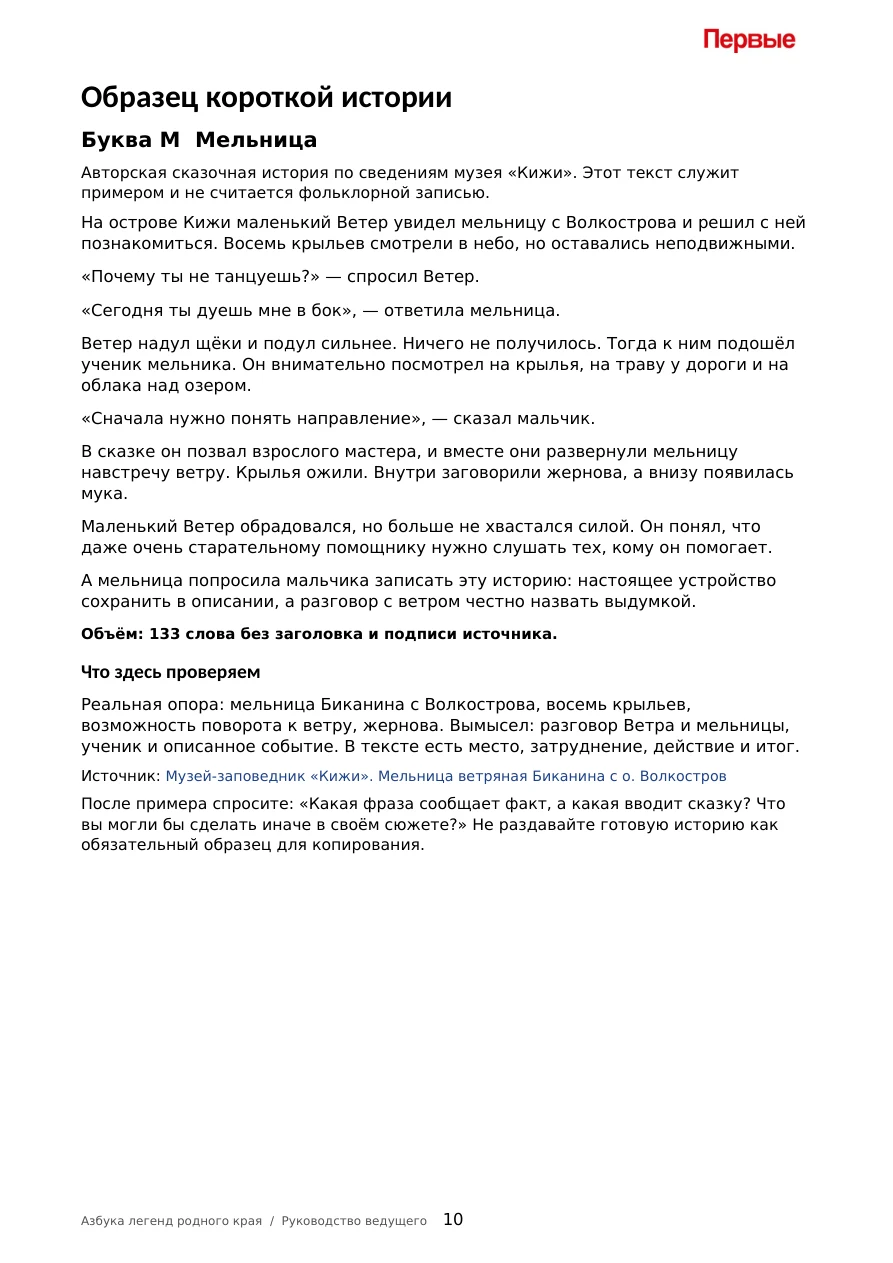 Первые
Образец короткой истории
Буква М  Мельница
Авторская сказочная история по сведениям музея «Кижи». Этот текст служит
примером и не считается фольклорной записью.
На острове Кижи маленький Ветер увидел мельницу с Волкострова и решил с ней
познакомиться. Восемь крыльев смотрели в небо, но оставались неподвижными.
«Почему ты не танцуешь?» — спросил Ветер.
«Сегодня ты дуешь мне в бок», — ответила мельница.
Ветер надул щёки и подул сильнее. Ничего не получилось. Тогда к ним подошёл
ученик мельника. Он внимательно посмотрел на крылья, на траву у дороги и на
облака над озером.
«Сначала нужно понять направление», — сказал мальчик.
В сказке он позвал взрослого мастера, и вместе они развернули мельницу
навстречу ветру. Крылья ожили. Внутри заговорили жернова, а внизу появилась
мука.
Маленький Ветер обрадовался, но больше не хвастался силой. Он понял, что
даже очень старательному помощнику нужно слушать тех, кому он помогает.
А мельница попросила мальчика записать эту историю: настоящее устройство
сохранить в описании, а разговор с ветром честно назвать выдумкой.
Объём: 133 слова без заголовка и подписи источника.
Что здесь проверяем
Реальная опора: мельница Биканина с Волкострова, восемь крыльев,
возможность поворота к ветру, жернова. Вымысел: разговор Ветра и мельницы,
ученик и описанное событие. В тексте есть место, затруднение, действие и итог.
Источник: Музей-заповедник «Кижи». Мельница ветряная Биканина с о. Волкостров
После примера спросите: «Какая фраза сообщает факт, а какая вводит сказку? Что
вы могли бы сделать иначе в своём сюжете?» Не раздавайте готовую историю как
обязательный образец для копирования.
Азбука легенд родного края / Руководство ведущего 10